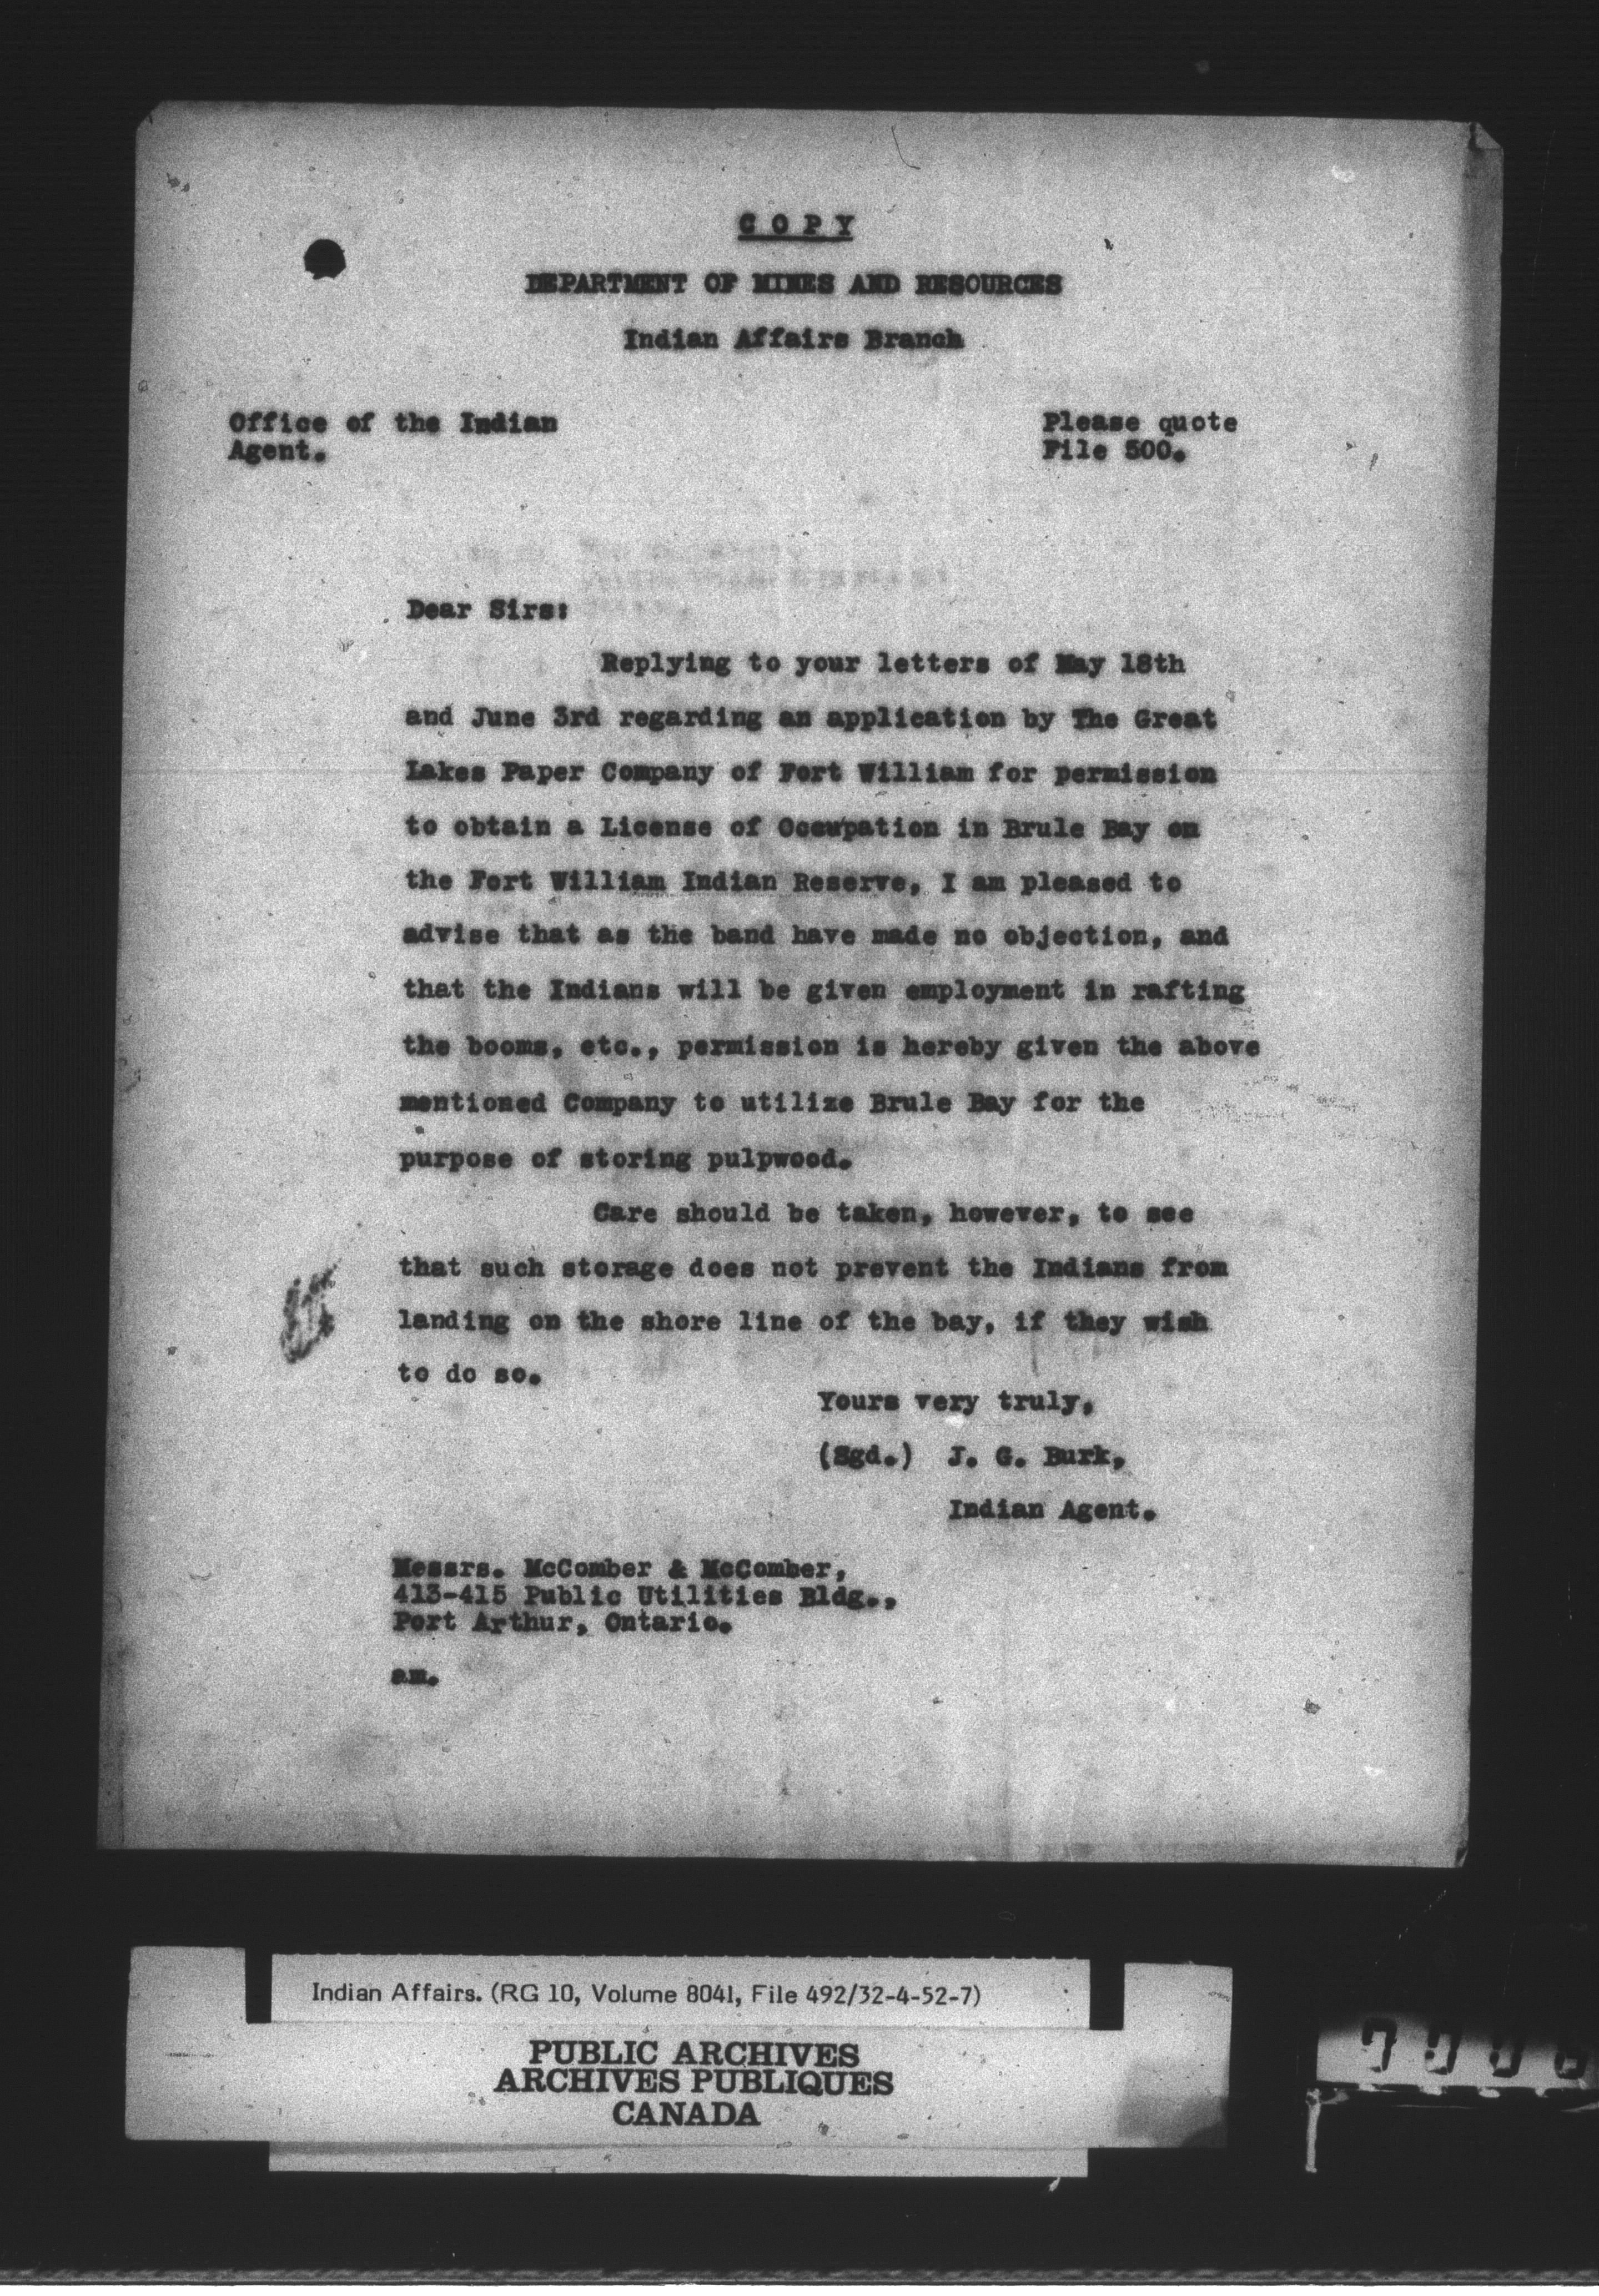 COPY
DEPARTMENT OF MINES AND RESOURCES
Indian Affairs Branch
Office of the Indian
Agent.
Please quote
File 500.
Dear Sirs:
Replying to your letters of May 18th
and June 3rd regarding an application by The Great
Lakes Paper Company of Fort William for permission
to obtain a License of Occupation in Brule Bay on
the Fort William Indian Reserve, I am pleased to
advise that as the band have made no objection, and
that the Indians will be given employment in rafting
the booms, etc., permission is hereby given the above
mentioned Company to utilize Brule Bay for the
purpose of storing pulpwood.
Care should be taken, however, to see
that such storage does not prevent the Indians from
landing on the shore line of the bay, if they wish
to do so.
Yours very truly,
(Sgd.) J. G. Burk,
Indian Agent.
Messrs. McComber & McComber,
413-415 Public Utilities Bldg.,
Port Arthur, Ontario.
am.
Indian Affairs. (RG 10, Volume 8041, File 492/32-4-52-7)
PUBLIC ARCHIVES
ARCHIVES PUBLIQUES
CANADA